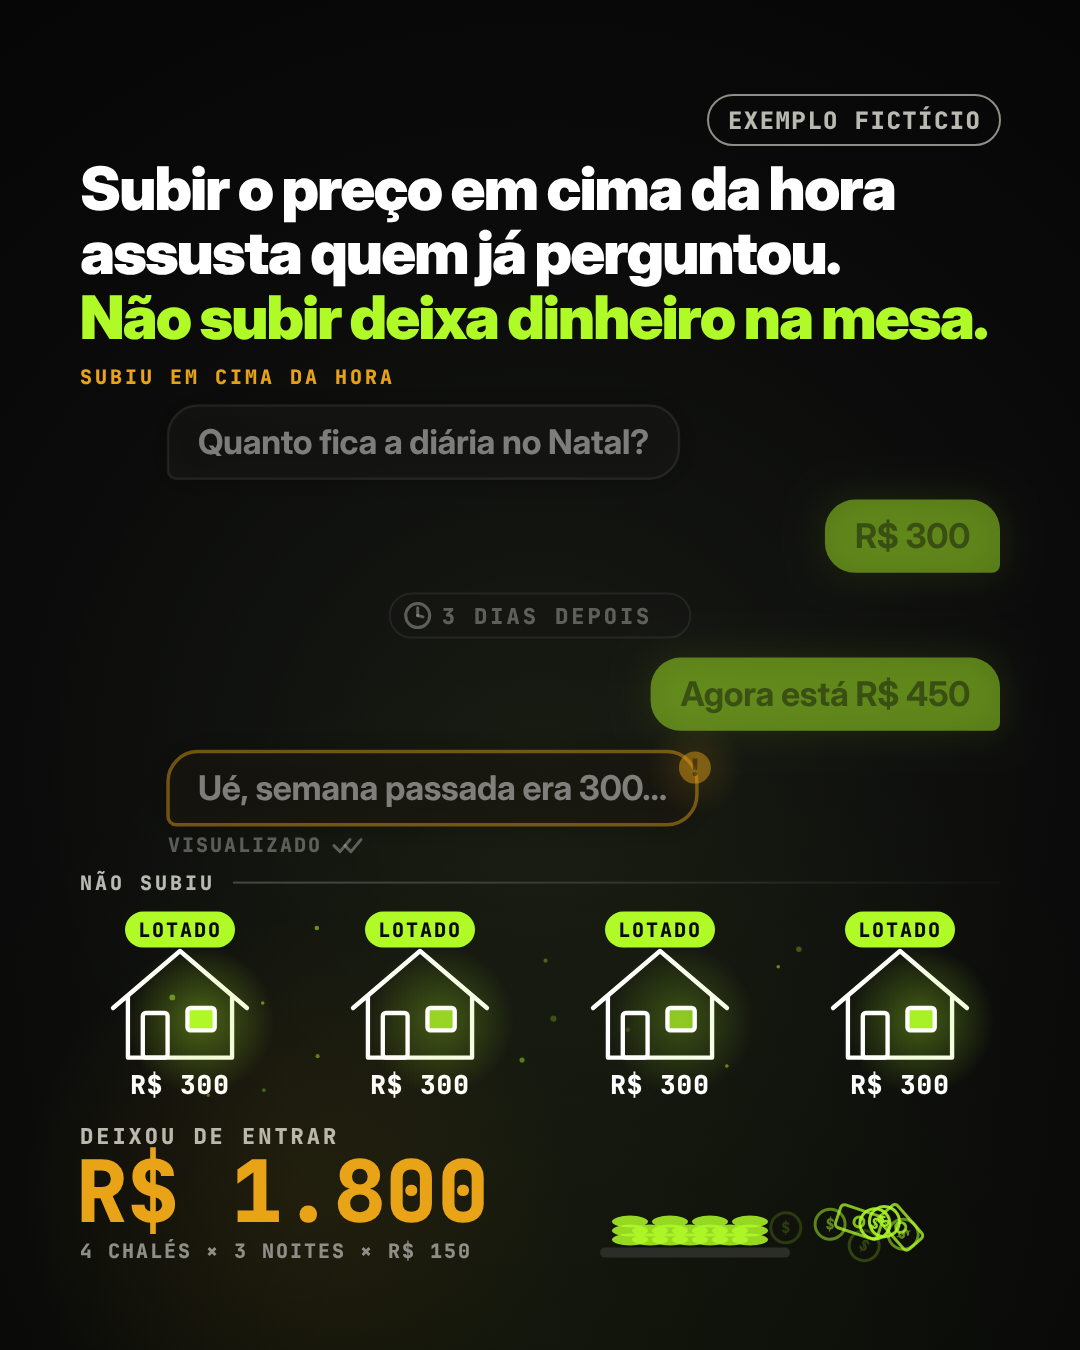 EXEMPLO FICTÍCIO
Subir o preço em cima da hora
assusta quem já perguntou.
Não subir deixa dinheiro na mesa.
SUBIU EM CIMA DA HORA
Quanto fica a diária no Natal?
R$ 300
3 DIAS DEPOIS
Agora está R$ 450
Ué, semana passada era 300...
!
VISUALIZADO
NÃO SUBIU
LOTADO LOTADO LOTADO LOTADO
R$ 300 R$ 300 R$ 300 R$ 300
DEIXOU DE ENTRAR
R$ 1.800
4 CHALÉS × 3 NOITES × R$ 150